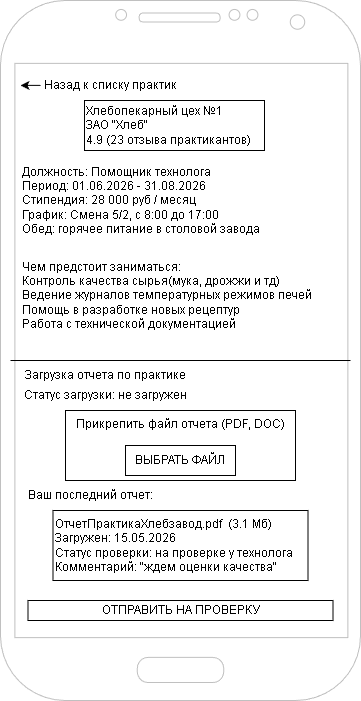 Назад к списку практик
Хлебопекарный цех №1
ЗАО "Хлеб"
4.9 (23 отзыва практикантов)
Должность: Помощник технолога
Период: 01.06.2026 - 31.08.2026
Стипендия: 28 000 руб / месяц
График: Смена 5/2, с 8:00 до 17:00
Обед: горячее питание в столовой завода
Чем предстоит заниматься:
Контроль качества сырья(мука, дрожжи и тд)
Ведение журналов температурных режимов печей
Помощь в разработке новых рецептур
Работа с технической документацией
Загрузка отчета по практике
Статус загрузки: не загружен
Прикрепить файл отчета (PDF, DOC)
ВЫБРАТЬ ФАЙЛ
Ваш последний отчет:
ОтчетПрактикаХлебзавод.pdf (3.1 Мб)
Загружен: 15.05.2026
Статус проверки: на проверке у технолога
Комментарий: "ждем оценки качества"
ОТПРАВИТЬ НА ПРОВЕРКУ